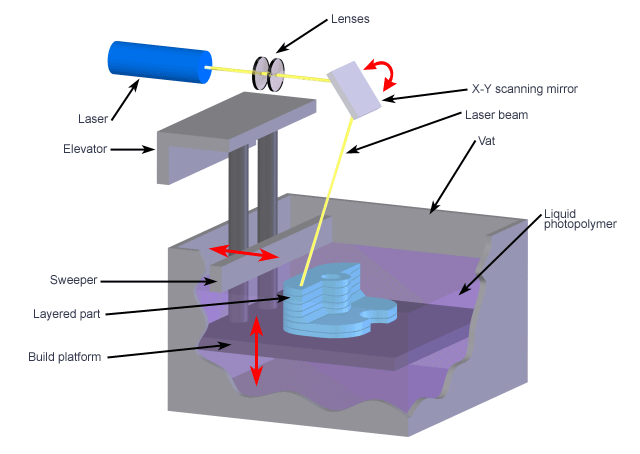 Lenses
X-Y scanning mirror
Laser
Laser beam
Elevator
Vat
Liquid
photopolymer
Sweeper
Layered part
Build platform